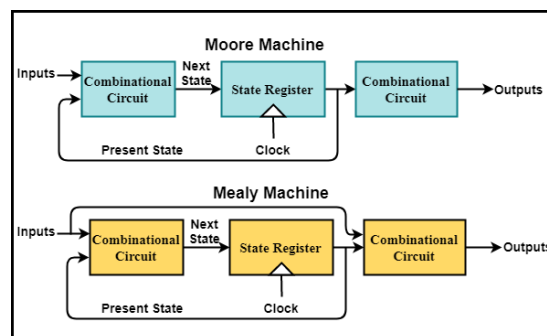 Moore Machine
Inputs
Combinational
Circuit
Next
State
State Register
Combinational
Circuit
Outputs
Present State
Clock
Mealy Machine
Inputs
Combinational
Circuit
Next
State
State Register
Combinational
Circuit
Outputs
Present State
Clock